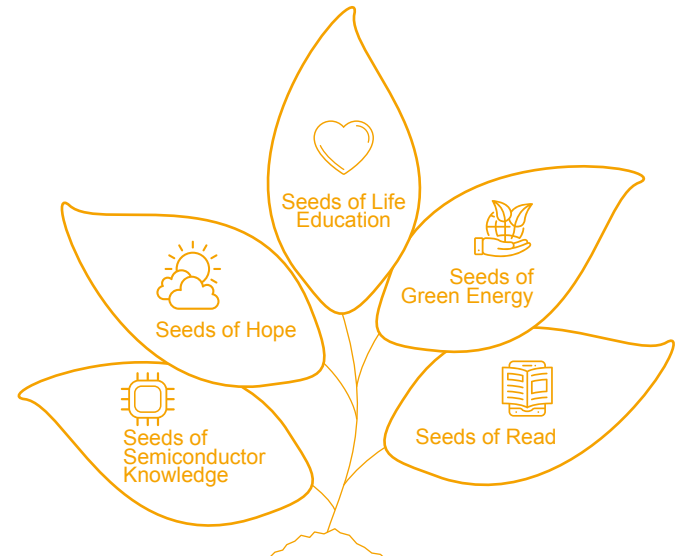 Seeds of Life
Education
Seeds of
Green Energy
Seeds of Hope
Seeds of Read
Seeds of
Semiconductor
Knowledge